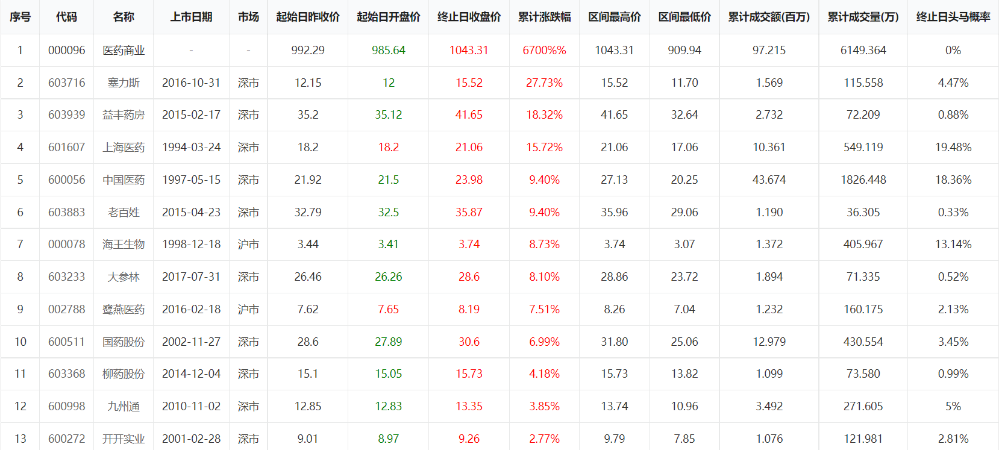 序号 代码 名称 上市日期 市场 起始日昨收价 起始日开盘价 终止日收盘价 累计涨跌幅 区间最高价 区间最低价 累计成交额(百万) 累计成交量(万) 终止日头马概率
1 000096 医药商业 - - 992.29 985.64 1043.31 6700%% 1043.31 909.94 97.215 6149.364 0%
2 603716 塞力斯 2016-10-31 深市 12.15 12 15.52 27.73% 15.52 11.70 1.569 115.558 4.47%
3 603939 益丰药房 2015-02-17 深市 35.2 35.12 41.65 18.32% 41.65 32.64 2.732 72.209 0.88%
4 601607 上海医药 1994-03-24 深市 18.2 18.2 21.06 15.72% 21.06 17.06 10.361 549.119 19.48%
5 600056 中国医药 1997-05-15 深市 21.92 21.5 23.98 9.40% 27.13 20.25 43.674 1826.448 18.36%
6 603883 老百姓 2015-04-23 深市 32.79 32.5 35.87 9.40% 35.96 29.06 1.190 36.305 0.33%
7 000078 海王生物 1998-12-18 沪市 3.44 3.41 3.74 8.73% 3.74 3.07 1.372 405.967 13.14%
8 603233 大参林 2017-07-31 深市 26.46 26.26 28.6 8.10% 28.86 23.72 1.894 71.335 0.52%
9 002788 鹭燕医药 2016-02-18 沪市 7.62 7.65 8.19 7.51% 8.26 7.04 1.232 160.175 2.13%
10 600511 国药股份 2002-11-27 深市 28.6 27.89 30.6 6.99% 31.80 25.06 12.979 430.554 3.45%
11 603368 柳药股份 2014-12-04 深市 15.1 15.05 15.73 4.18% 15.73 13.82 1.099 73.580 0.99%
12 600998 九州通 2010-11-02 深市 12.85 12.83 13.35 3.85% 13.74 10.96 3.492 271.605 5%
13 600272 开开实业 2001-02-28 深市 9.01 8.97 9.26 2.77% 9.79 7.85 1.076 121.981 2.81%